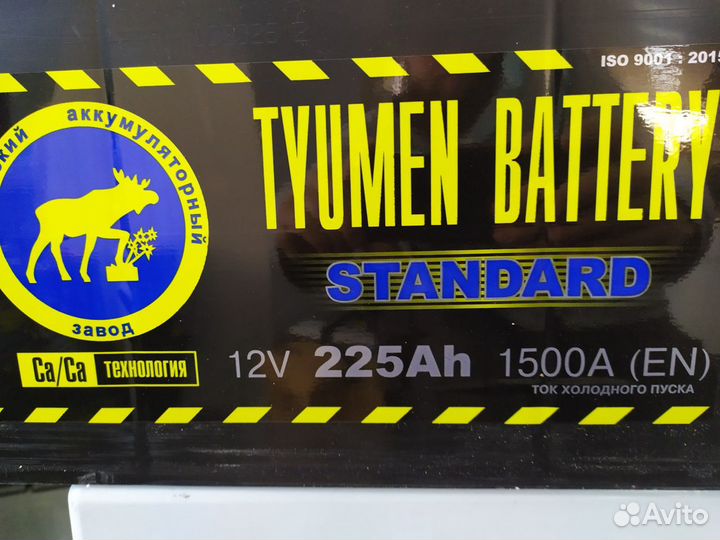 ISO 9001 : 2015
аккумуляторный
завод
TYUMEN BATTERY
STANDARD
Ca/Ca технология
12V 225Ah 1500A (EN)
ТОК ХОЛОДНОГО ПУСКА
Avito